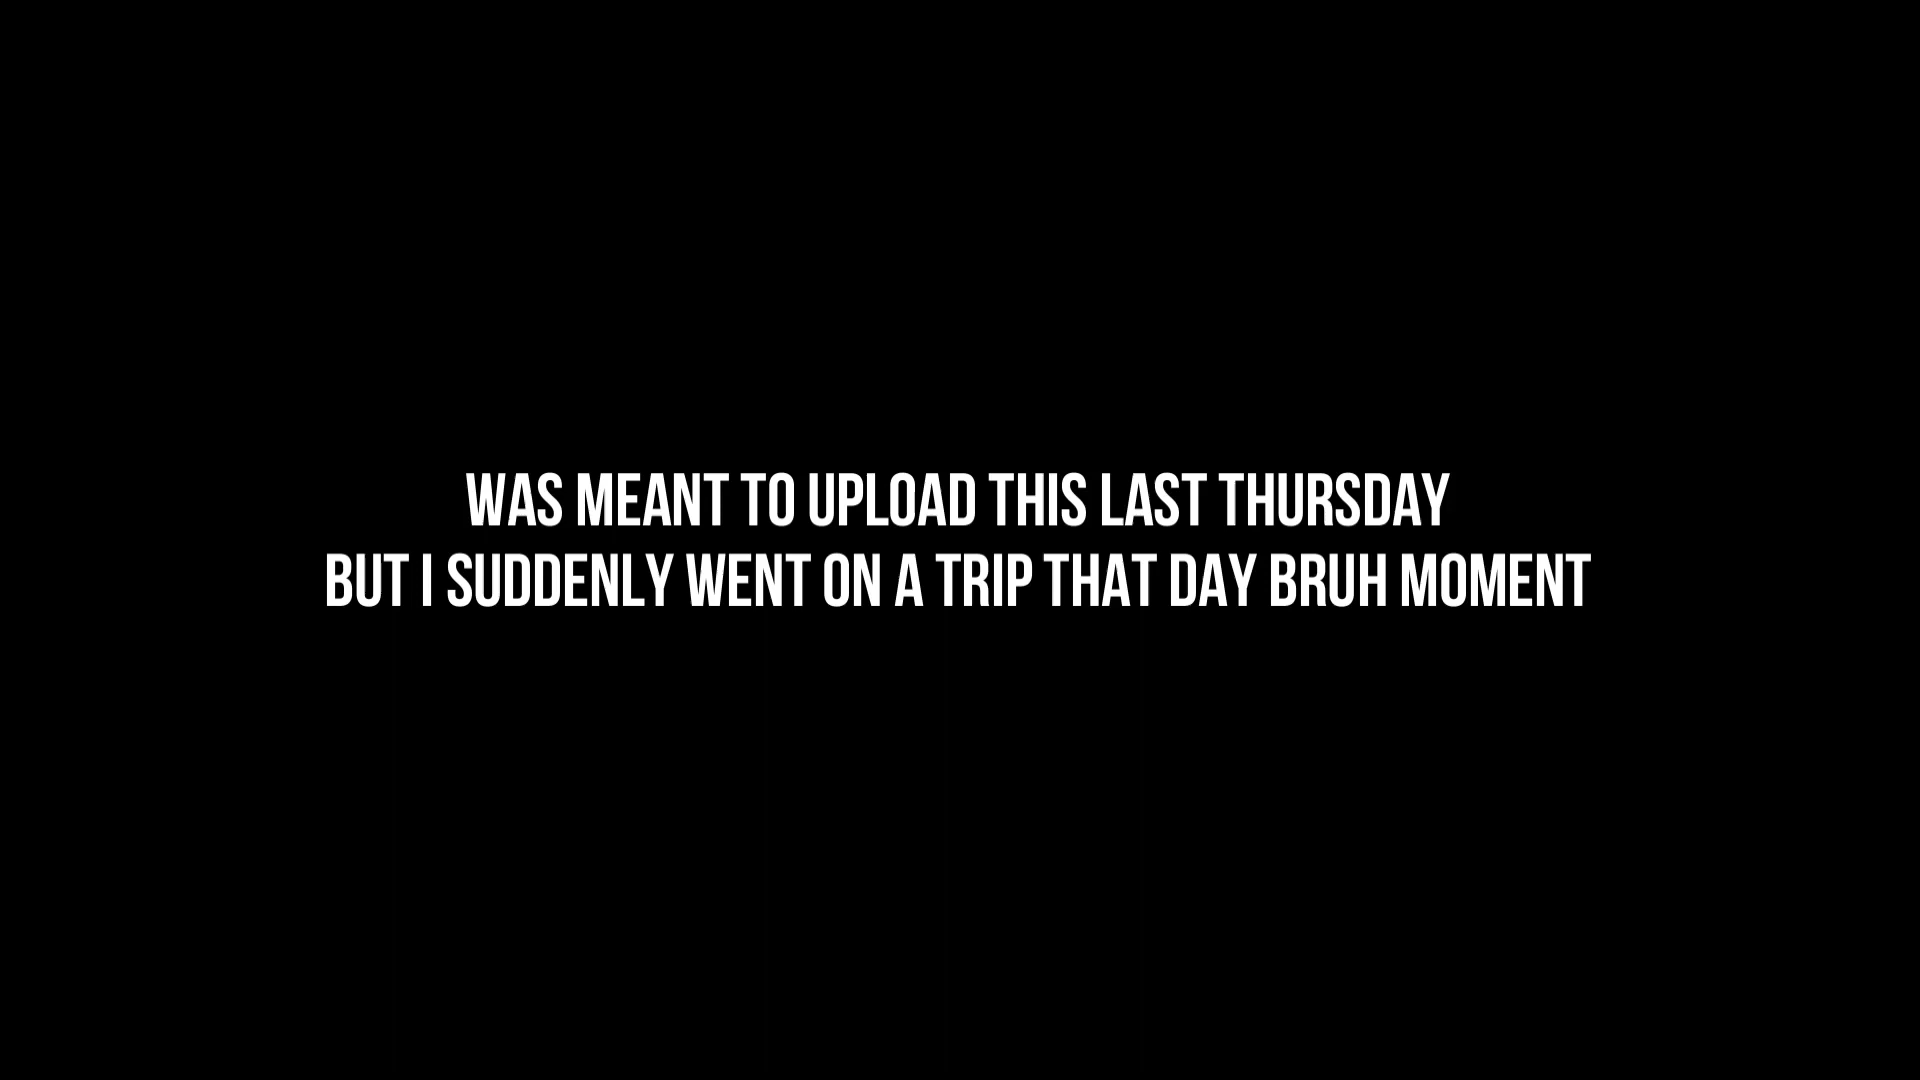 WAS MEANT TO UPLOAD THIS LAST THURSDAY
BUT I SUDDENLY WENT ON A TRIP THAT DAY BRUH MOMENT